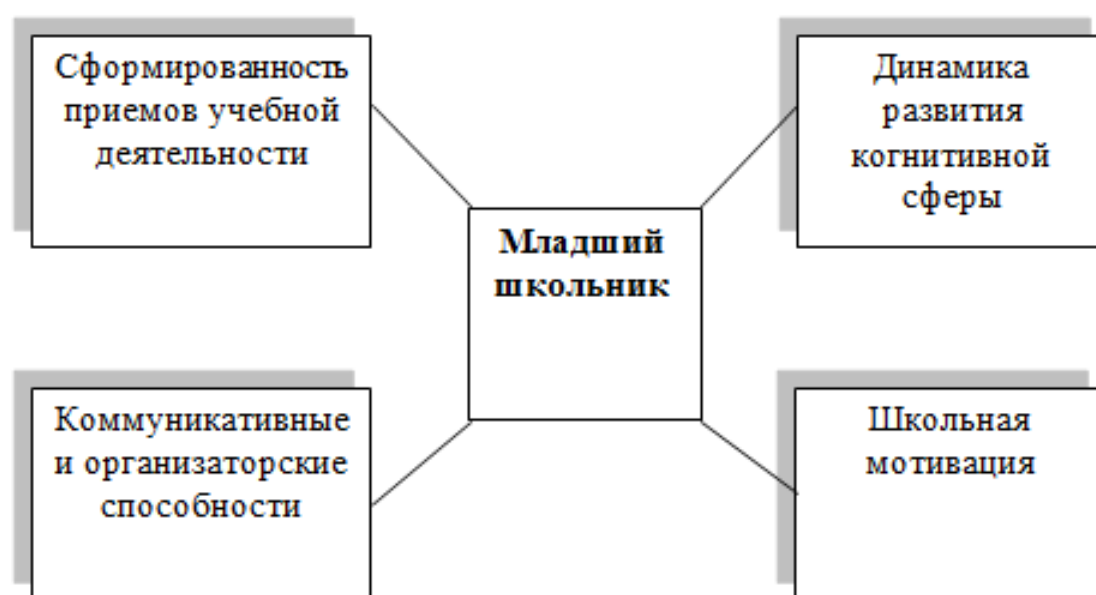 Сформированность
приемов учебной
деятельности
Динамика
развития
когнитивной
сферы
Младший
школьник
Коммуникативные
и организаторские
способности
Школьная
мотивация